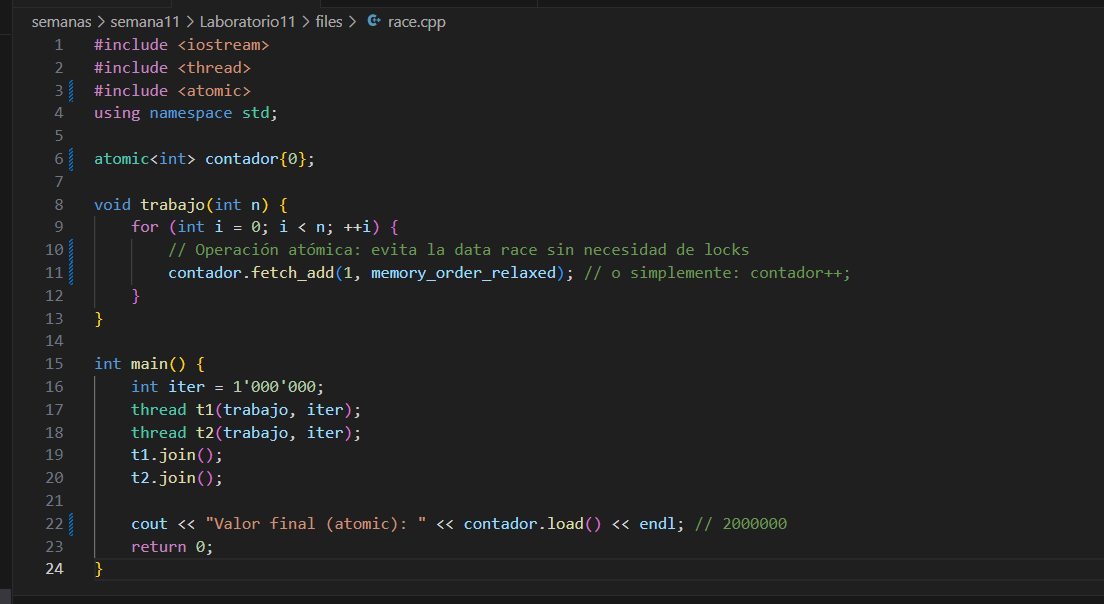 semanas > semana11 > Laboratorio11 > files > race.cpp
1 #include <iostream>
2 #include <thread>
3 #include <atomic>
4 using namespace std;
5
6 atomic<int> contador{0};
7
8 void trabajo(int n) {
9     for (int i = 0; i < n; ++i) {
10         // Operación atómica: evita la data race sin necesidad de locks
11         contador.fetch_add(1, memory_order_relaxed); // o simplemente: contador++;
12     }
13 }
14
15 int main() {
16     int iter = 1'000'000;
17     thread t1(trabajo, iter);
18     thread t2(trabajo, iter);
19     t1.join();
20     t2.join();
21
22     cout << "Valor final (atomic): " << contador.load() << endl; // 2000000
23     return 0;
24 }